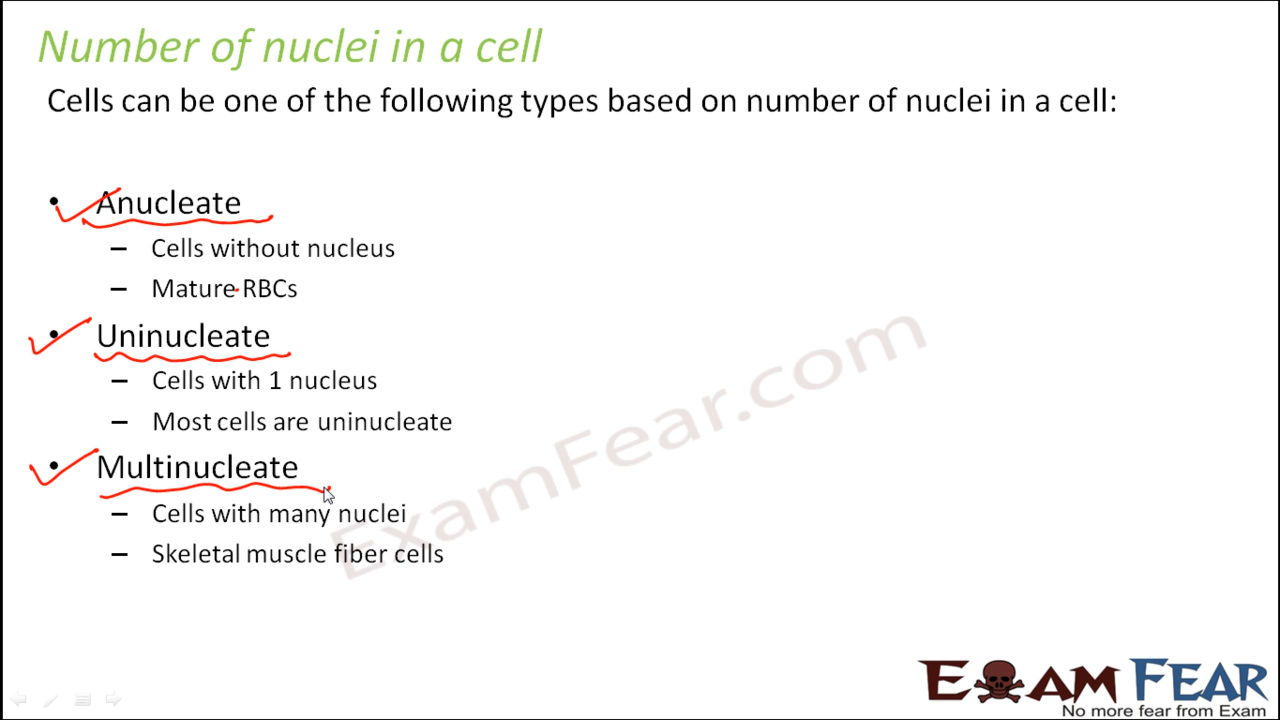 Number of nuclei in a cell
Cells can be one of the following types based on number of nuclei in a cell:
• Anucleate
– Cells without nucleus
– Mature RBCs
• Uninucleate
– Cells with 1 nucleus
– Most cells are uninucleate
• Multinucleate
– Cells with many nuclei
– Skeletal muscle fiber cells
ExamFear.com
EXAM FEAR
No more fear from Exam